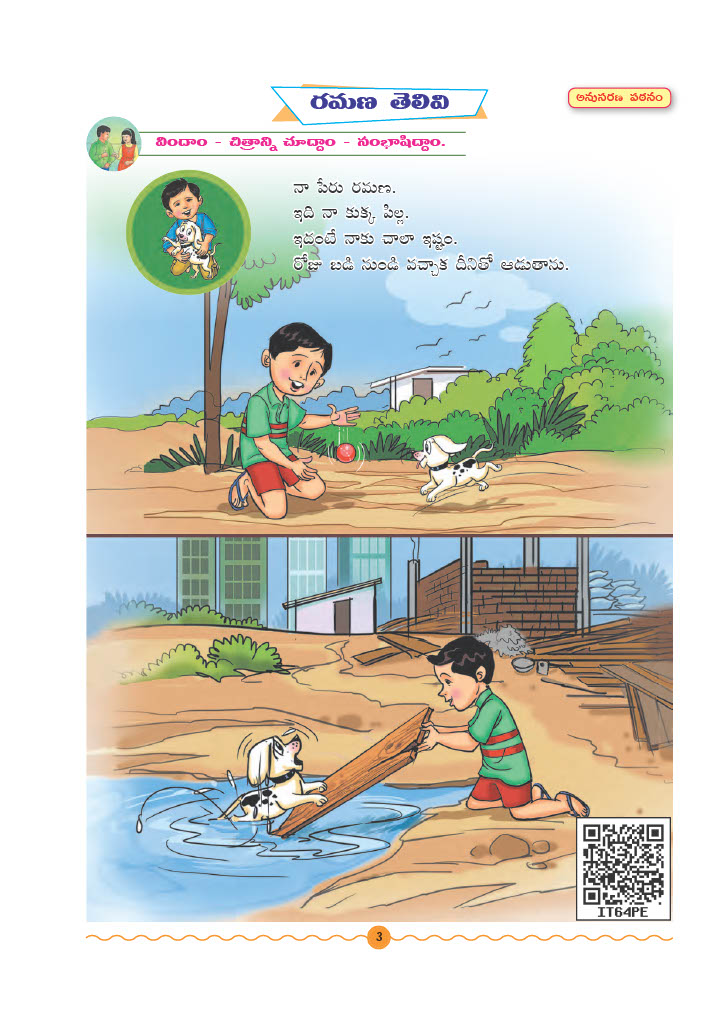 రమణ తెలివి
అనుసరణ పఠనం
విందాం - చిత్రాన్ని చూద్దాం - సంభాషిద్దాం.
నా పేరు రమణ.
ఇది నా కుక్క పిల్ల.
ఇదంటే నాకు చాలా ఇష్టం.
రోజు బడి నుండి వచ్చాక దీనితో ఆడుతాను.
IT64PE
3